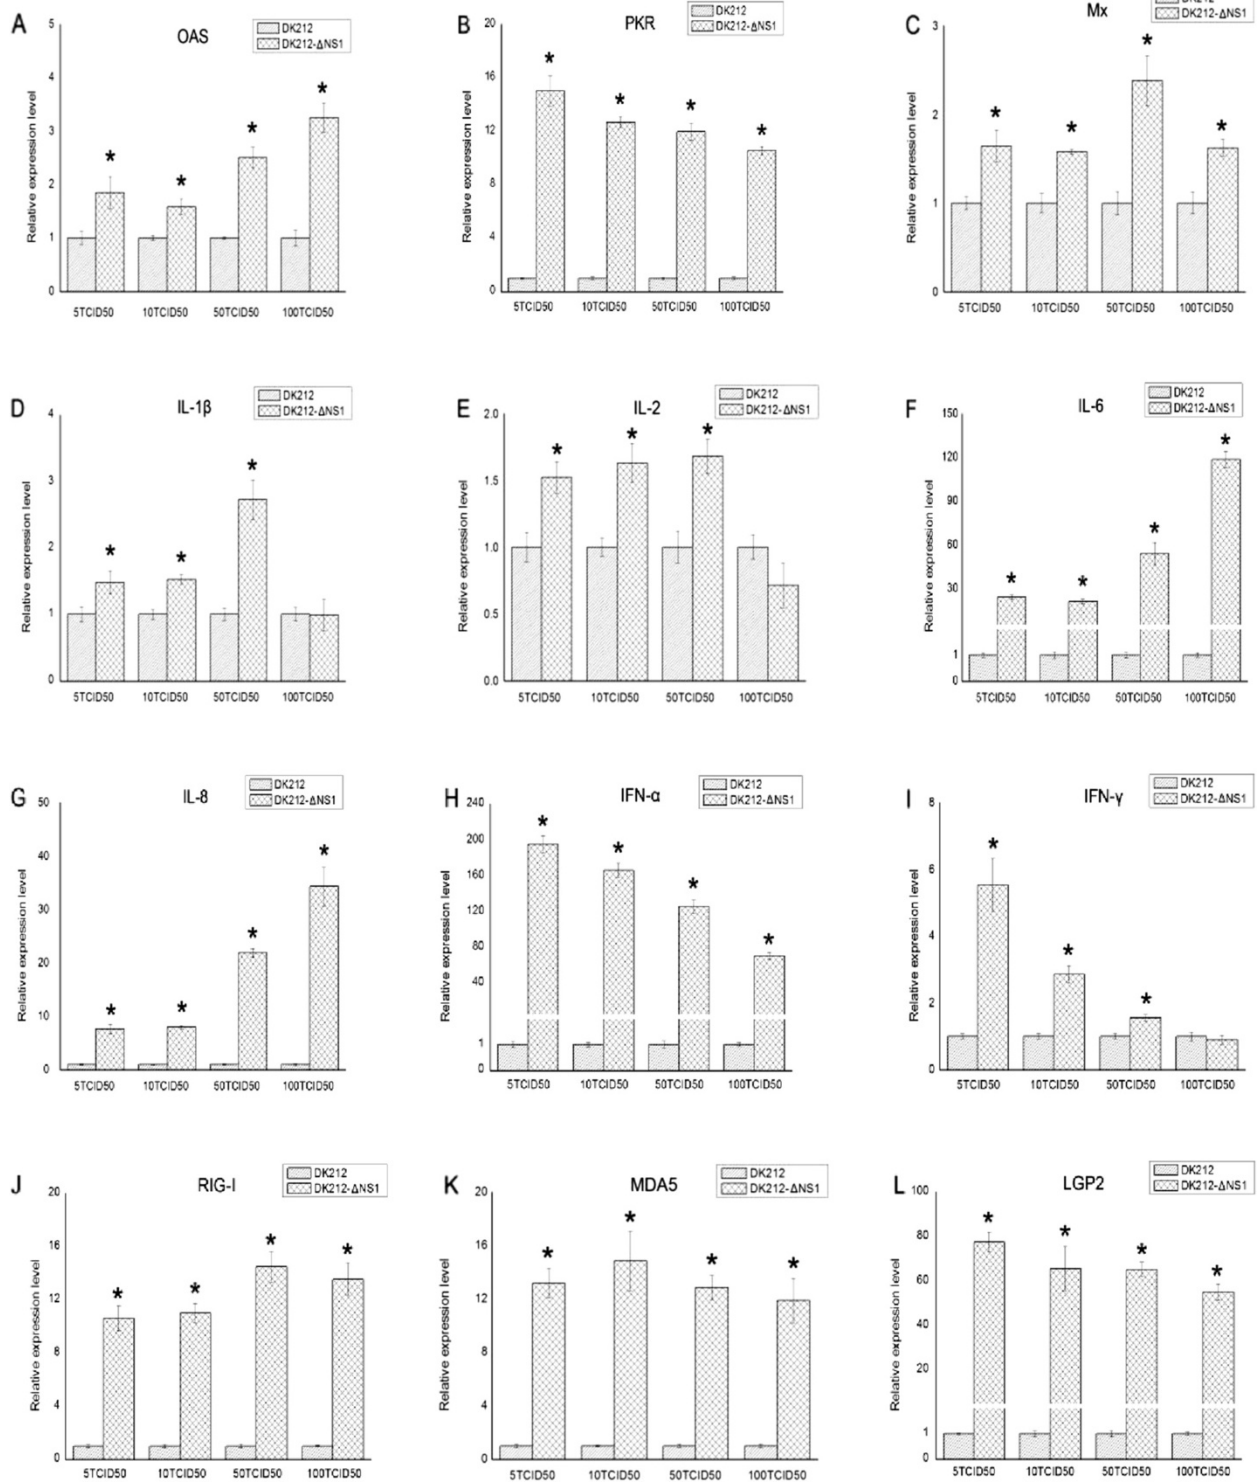 A
OAS
DK212
DK212-ΔNS1
Relative expression level
5
4
3
2
1
0
5TCID50 10TCID50 50TCID50 100TCID50
B
PKR
DK212
DK212-ΔNS1
Relative expression level
20
16
12
8
4
0
5TCID50 10TCID50 50TCID50 100TCID50
C
Mx
DK212-ΔNS1
Relative expression level
3
2
1
0
5TCID50 10TCID50 50TCID50 100TCID50
D
IL-1β
DK212
DK212-ΔNS1
Relative expression level
4
3
2
1
0
5TCID50 10TCID50 50TCID50 100TCID50
E
IL-2
DK212
DK212-ΔNS1
Relative expression level
2.0
1.5
1.0
0.5
0.0
5TCID50 10TCID50 50TCID50 100TCID50
F
IL-6
DK212
DK212-ΔNS1
Relative expression level
150
120
90
60
30
1
0
5TCID50 10TCID50 50TCID50 100TCID50
G
IL-8
DK212
DK212-ΔNS1
Relative expression level
50
40
30
20
10
0
5TCID50 10TCID50 50TCID50 100TCID50
H
IFN-α
DK212
DK212-ΔNS1
Relative expression level
240
200
160
120
80
40
1
0
5TCID50 10TCID50 50TCID50 100TCID50
I
IFN-γ
DK212
DK212-ΔNS1
Relative expression level
8
6
4
2
0
5TCID50 10TCID50 50TCID50 100TCID50
J
RIG-I
DK212
DK212-ΔNS1
Relative expression level
20
16
12
8
4
0
5TCID50 10TCID50 50TCID50 100TCID50
K
MDA5
DK212
DK212-ΔNS1
Relative expression level
20
16
12
8
4
0
5TCID50 10TCID50 50TCID50 100TCID50
L
LGP2
DK212
DK212-ΔNS1
Relative expression level
100
80
60
40
20
1
0
5TCID50 10TCID50 50TCID50 100TCID50